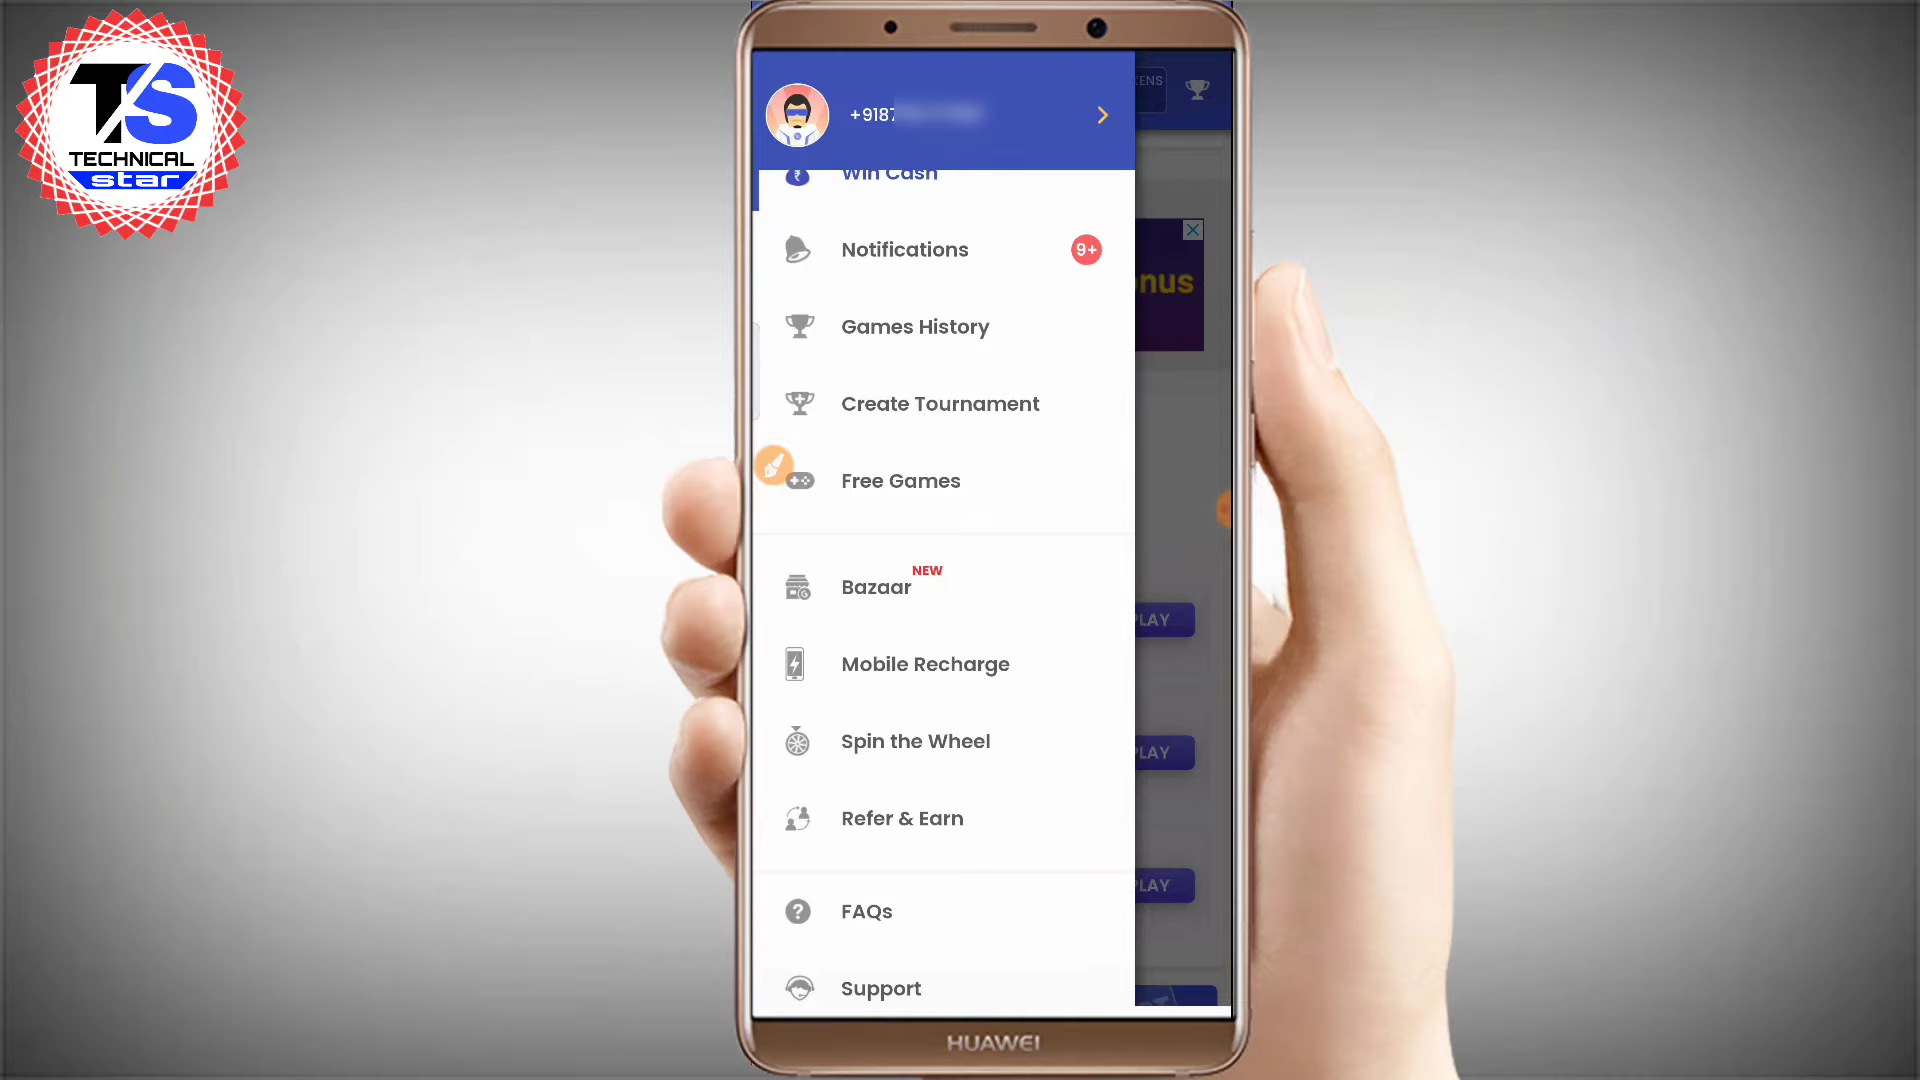 TS
TECHNICAL
star
+9187
Win Cash
Notifications 9+
Games History
Create Tournament
Free Games
Bazaar NEW
Mobile Recharge
Spin the Wheel
Refer & Earn
FAQs
Support
PLAY
PLAY
PLAY
HUAWEI